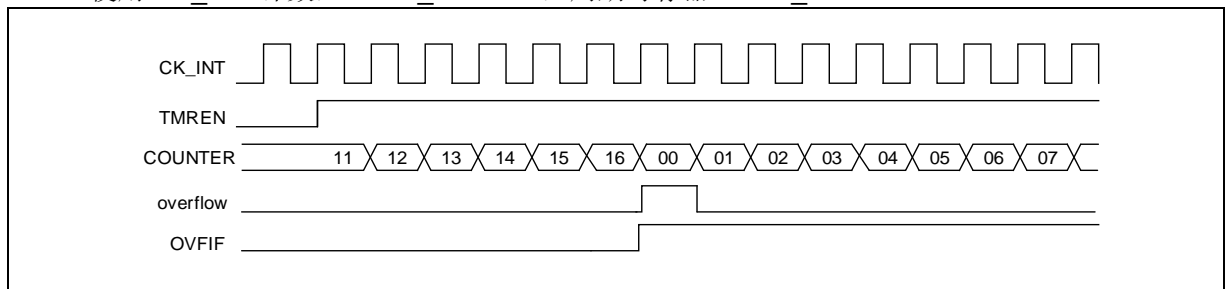 CK_INT
TMREN
COUNTER 11 12 13 14 15 16 00 01 02 03 04 05 06 07
overflow
OVFIF